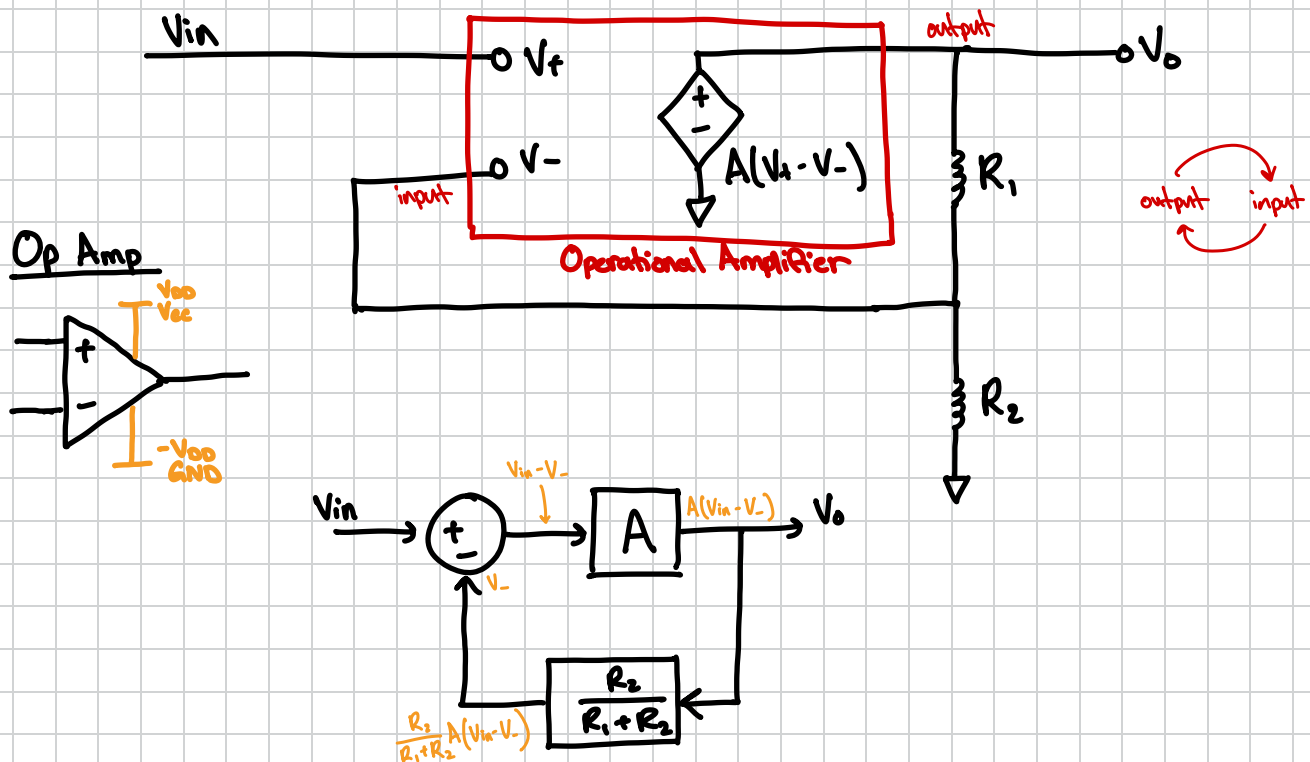 Vin
V+
output
Vo
V-
A(V+-V-)
input
R1
output input
Operational Amplifier
Op Amp
VDD
VCC
+
-
-VDD
GND
R2
Vin-V-
Vin
+
-
A
A(Vin-V-)
Vo
V-
R2
R1+R2
R2
R1+R2 A(Vin-V-)